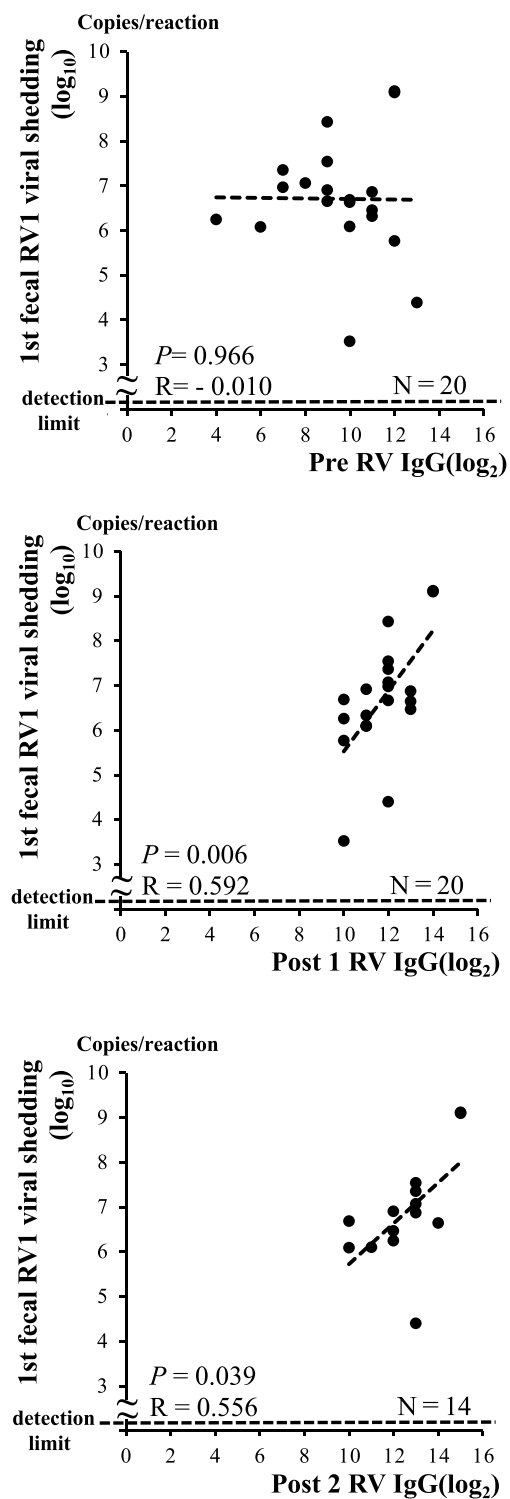 Copies/reaction
1st fecal RV1 viral shedding
(log10)
10
9
8
7
6
5
4
3
P= 0.966
R= - 0.010
N = 20
detection
limit
0 2 4 6 8 10 12 14 16
Pre RV IgG(log2)
Copies/reaction
1st fecal RV1 viral shedding
(log10)
10
9
8
7
6
5
4
3
P = 0.006
R = 0.592
N = 20
detection
limit
0 2 4 6 8 10 12 14 16
Post 1 RV IgG(log2)
Copies/reaction
1st fecal RV1 viral shedding
(log10)
10
9
8
7
6
5
4
3
P = 0.039
R = 0.556
N = 14
detection
limit
0 2 4 6 8 10 12 14 16
Post 2 RV IgG(log2)